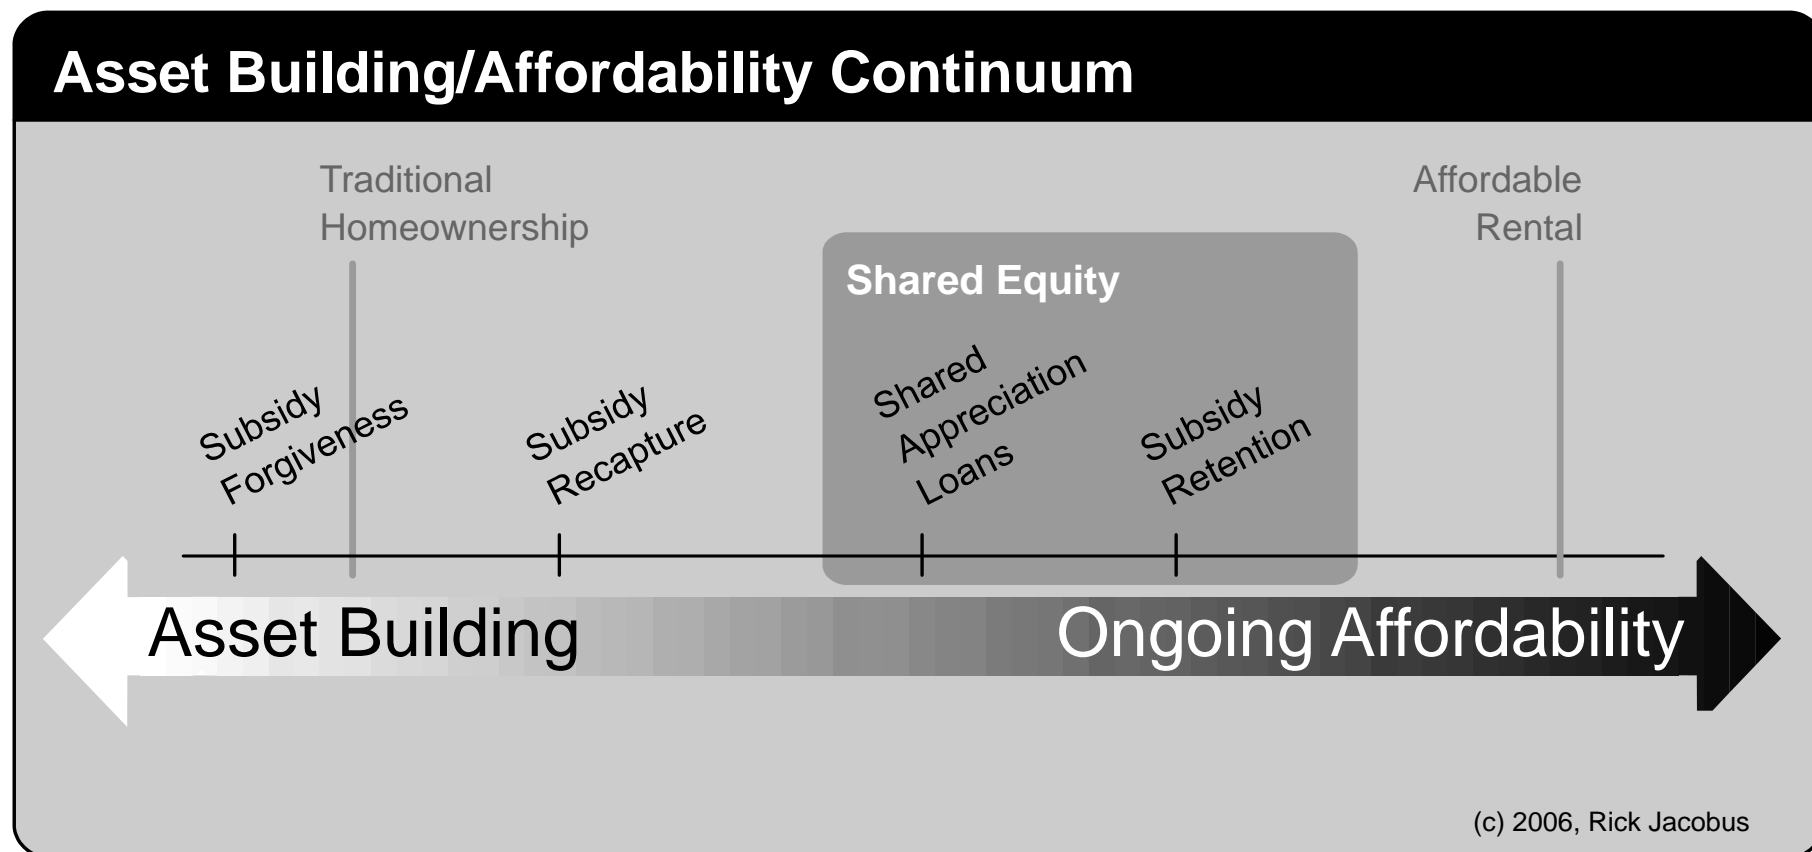 Asset Building/Affordability Continuum
Traditional
Homeownership
Affordable
Rental
Shared Equity
Subsidy
Forgiveness
Subsidy
Recapture
Shared
Appreciation
Loans
Subsidy
Retention
Asset Building
Ongoing Affordability
(c) 2006, Rick Jacobus